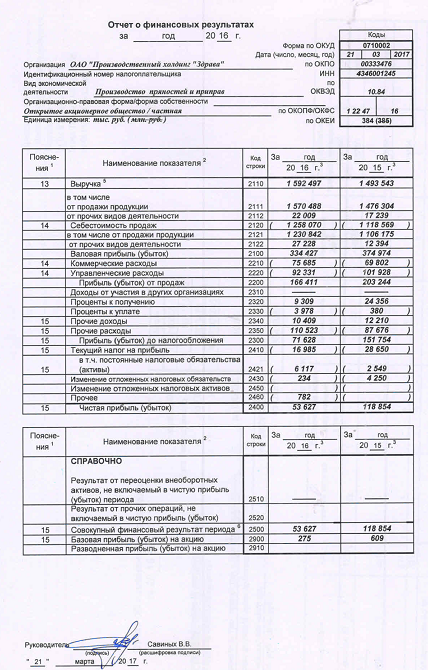 Отчет о финансовых результатах
за год 20 16 г.
Коды
Форма по ОКУД 0710002
Дата (число, месяц, год) 21 03 2017
Организация ОАО "Производственный холдинг "Здрава" по ОКПО 00333476
Идентификационный номер налогоплательщика ИНН 4346001245
Вид экономической
деятельности Производство пряностей и приправ по ОКВЭД 10.84
Организационно-правовая форма/форма собственности
Открытое акционерное общество / частная по ОКОПФ/ОКФС 1 22 47 16
Единица измерения: тыс. руб. (млн.руб.) по ОКЕИ 384 (385)
Пояснения 1 Наименование показателя 2 Код строки За год 20 16 г.3 За год 20 15 г.3
13 Выручка 5 2110 1 592 497 1 493 543
в том числе
от продажи продукции 2111 1 570 488 1 476 304
от прочих видов деятельности 2112 22 009 17 239
14 Себестоимость продаж 2120 ( 1 258 070 ) ( 1 118 569 )
в том числе от продажи продукции 2121 1 230 842 1 106 175
от прочих видов деятельности 2122 27 228 12 394
Валовая прибыль (убыток) 2100 334 427 374 974
14 Коммерческие расходы 2210 ( 75 685 ) ( 69 802 )
14 Управленческие расходы 2220 ( 92 331 ) ( 101 928 )
Прибыль (убыток) от продаж 2200 166 411 203 244
Доходы от участия в других организациях 2310
Проценты к получению 2320 9 309 24 356
Проценты к уплате 2330 ( 3 978 ) ( 380 )
15 Прочие доходы 2340 10 409 12 210
15 Прочие расходы 2350 ( 110 523 ) ( 87 676 )
15 Прибыль (убыток) до налогообложения 2300 71 628 151 754
15 Текущий налог на прибыль 2410 ( 16 985 ) ( 28 650 )
в т.ч. постоянные налоговые обязательства
15 (активы) 2421 ( 6 117 ) ( 2 549 )
Изменение отложенных налоговых обязательств 2430 ( 234 ) ( 4 250 )
Изменение отложенных налоговых активов 2450 ( ) ( )
Прочее 2460 ( 782 ) ( )
15 Чистая прибыль (убыток) 2400 53 627 118 854
Пояснения 1 Наименование показателя 2 Код строки За год 20 16 г.3 За год 20 15 г.3
СПРАВОЧНО
Результат от переоценки внеоборотных
активов, не включаемый в чистую прибыль
(убыток) периода 2510
Результат от прочих операций, не
включаемый в чистую прибыль (убыток) 2520
15 Совокупный финансовый результат периода 2500 53 627 118 854
15 Базовая прибыль (убыток) на акцию 2900 275 609
Разводненная прибыль (убыток) на акцию 2910
Руководитель Савиных В.В.
(подпись) (расшифровка подписи)
" 21 " марта 20 17 г.